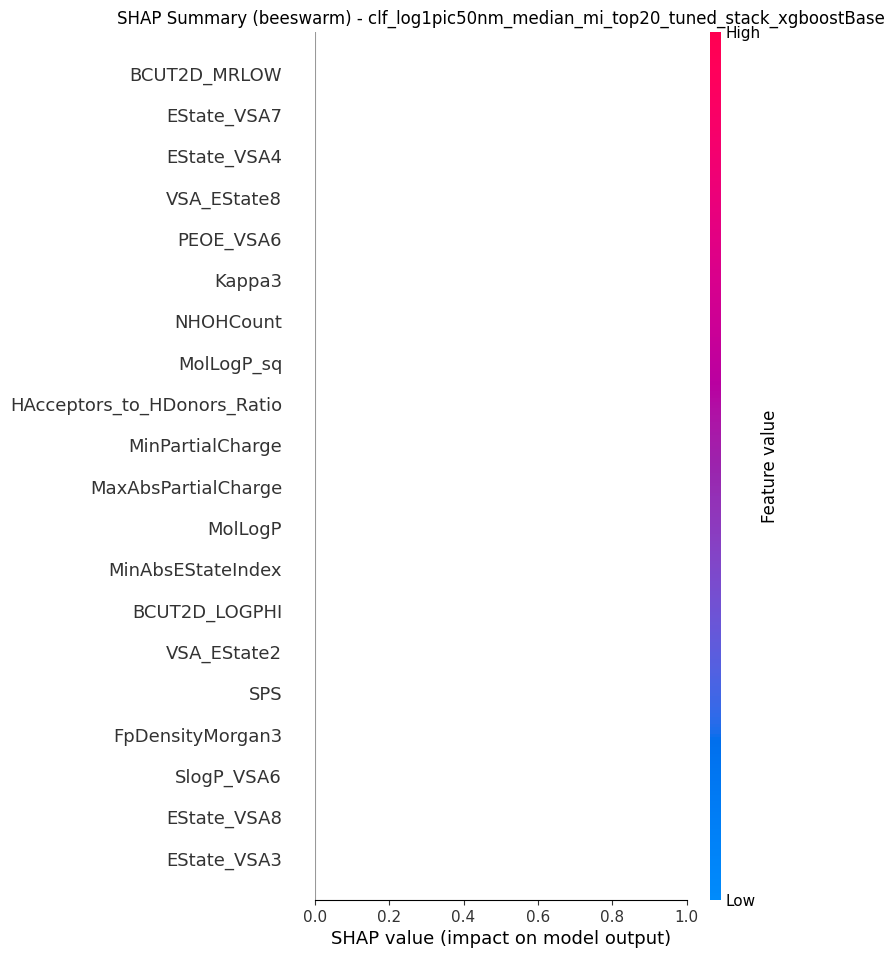 SHAP Summary (beeswarm) - clf_log1pic50nm_median_mi_top20_tuned_stack_xgboostBase
High
BCUT2D_MRLOW
EState_VSA7
EState_VSA4
VSA_EState8
PEOE_VSA6
Kappa3
NHOHCount
MolLogP_sq
HAcceptors_to_HDonors_Ratio
MinPartialCharge
MaxAbsPartialCharge
MolLogP
MinAbsEStateIndex
BCUT2D_LOGPHI
VSA_EState2
SPS
FpDensityMorgan3
SlogP_VSA6
EState_VSA8
EState_VSA3
Feature value
Low
0.0 0.2 0.4 0.6 0.8 1.0
SHAP value (impact on model output)